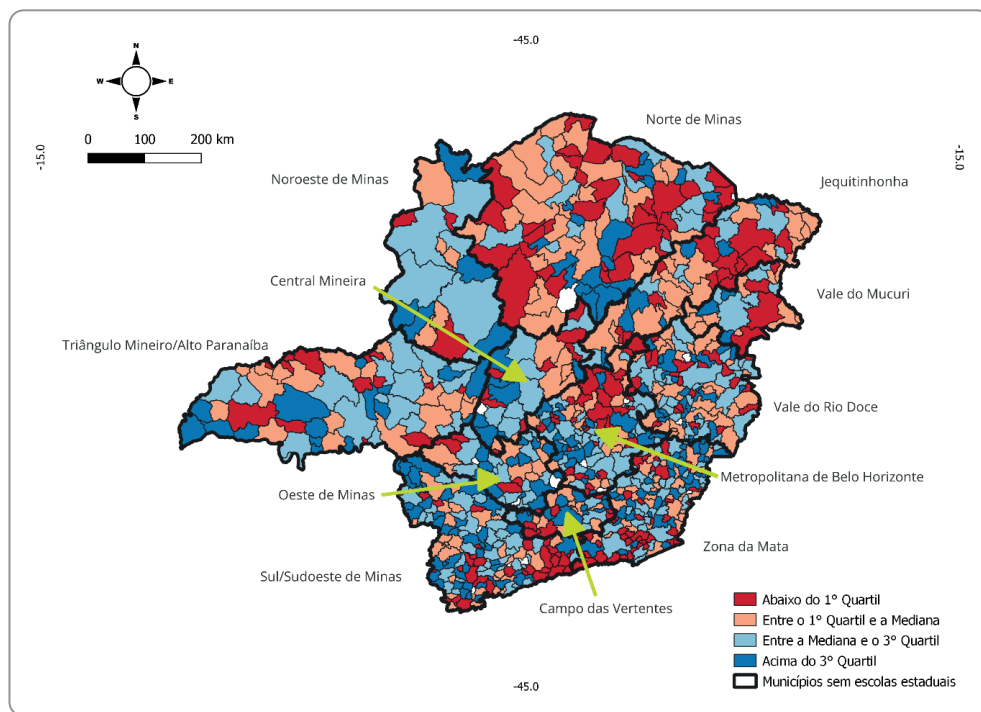 -45.0
N
W E
S
0 100 200 km
-15.0
-15.0
Norte de Minas
Noroeste de Minas
Jequitinhonha
Central Mineira
Vale do Mucuri
Triângulo Mineiro/Alto Paranaíba
Vale do Rio Doce
Metropolitana de Belo Horizonte
Oeste de Minas
Zona da Mata
Sul/Sudoeste de Minas
Campo das Vertentes
Abaixo do 1° Quartil
Entre o 1° Quartil e a Mediana
Entre a Mediana e o 3° Quartil
Acima do 3° Quartil
Municípios sem escolas estaduais
-45.0